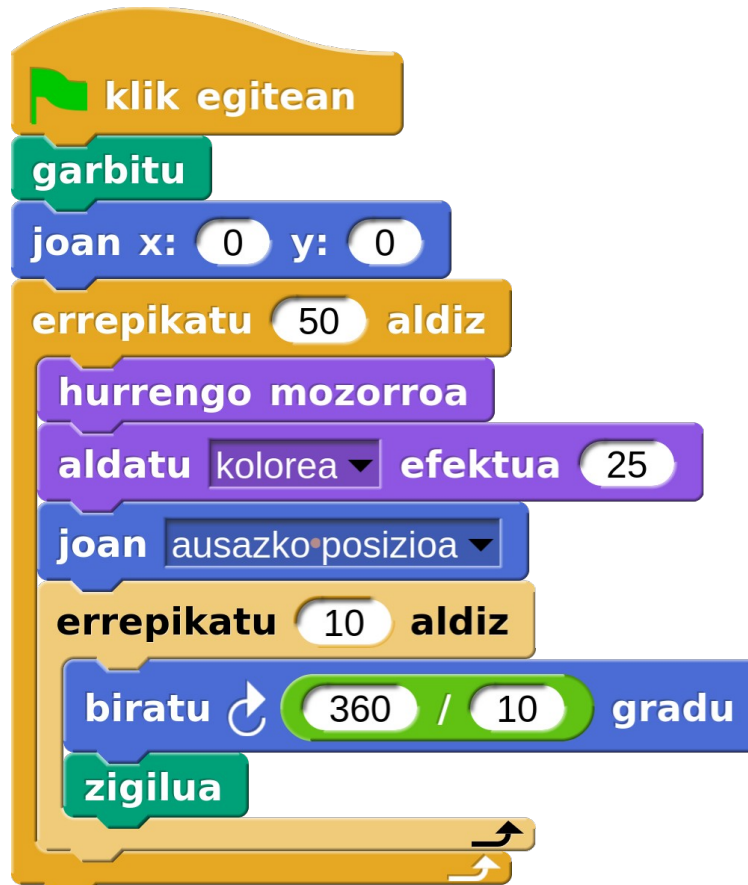 klik egitean
garbitu
joan x: 0 y: 0
errepikatu 50 aldiz
hurrengo mozorroa
aldatu kolorea efektua 25
joan ausazko posizioa
errepikatu 10 aldiz
biratu 360 / 10 gradu
zigilua